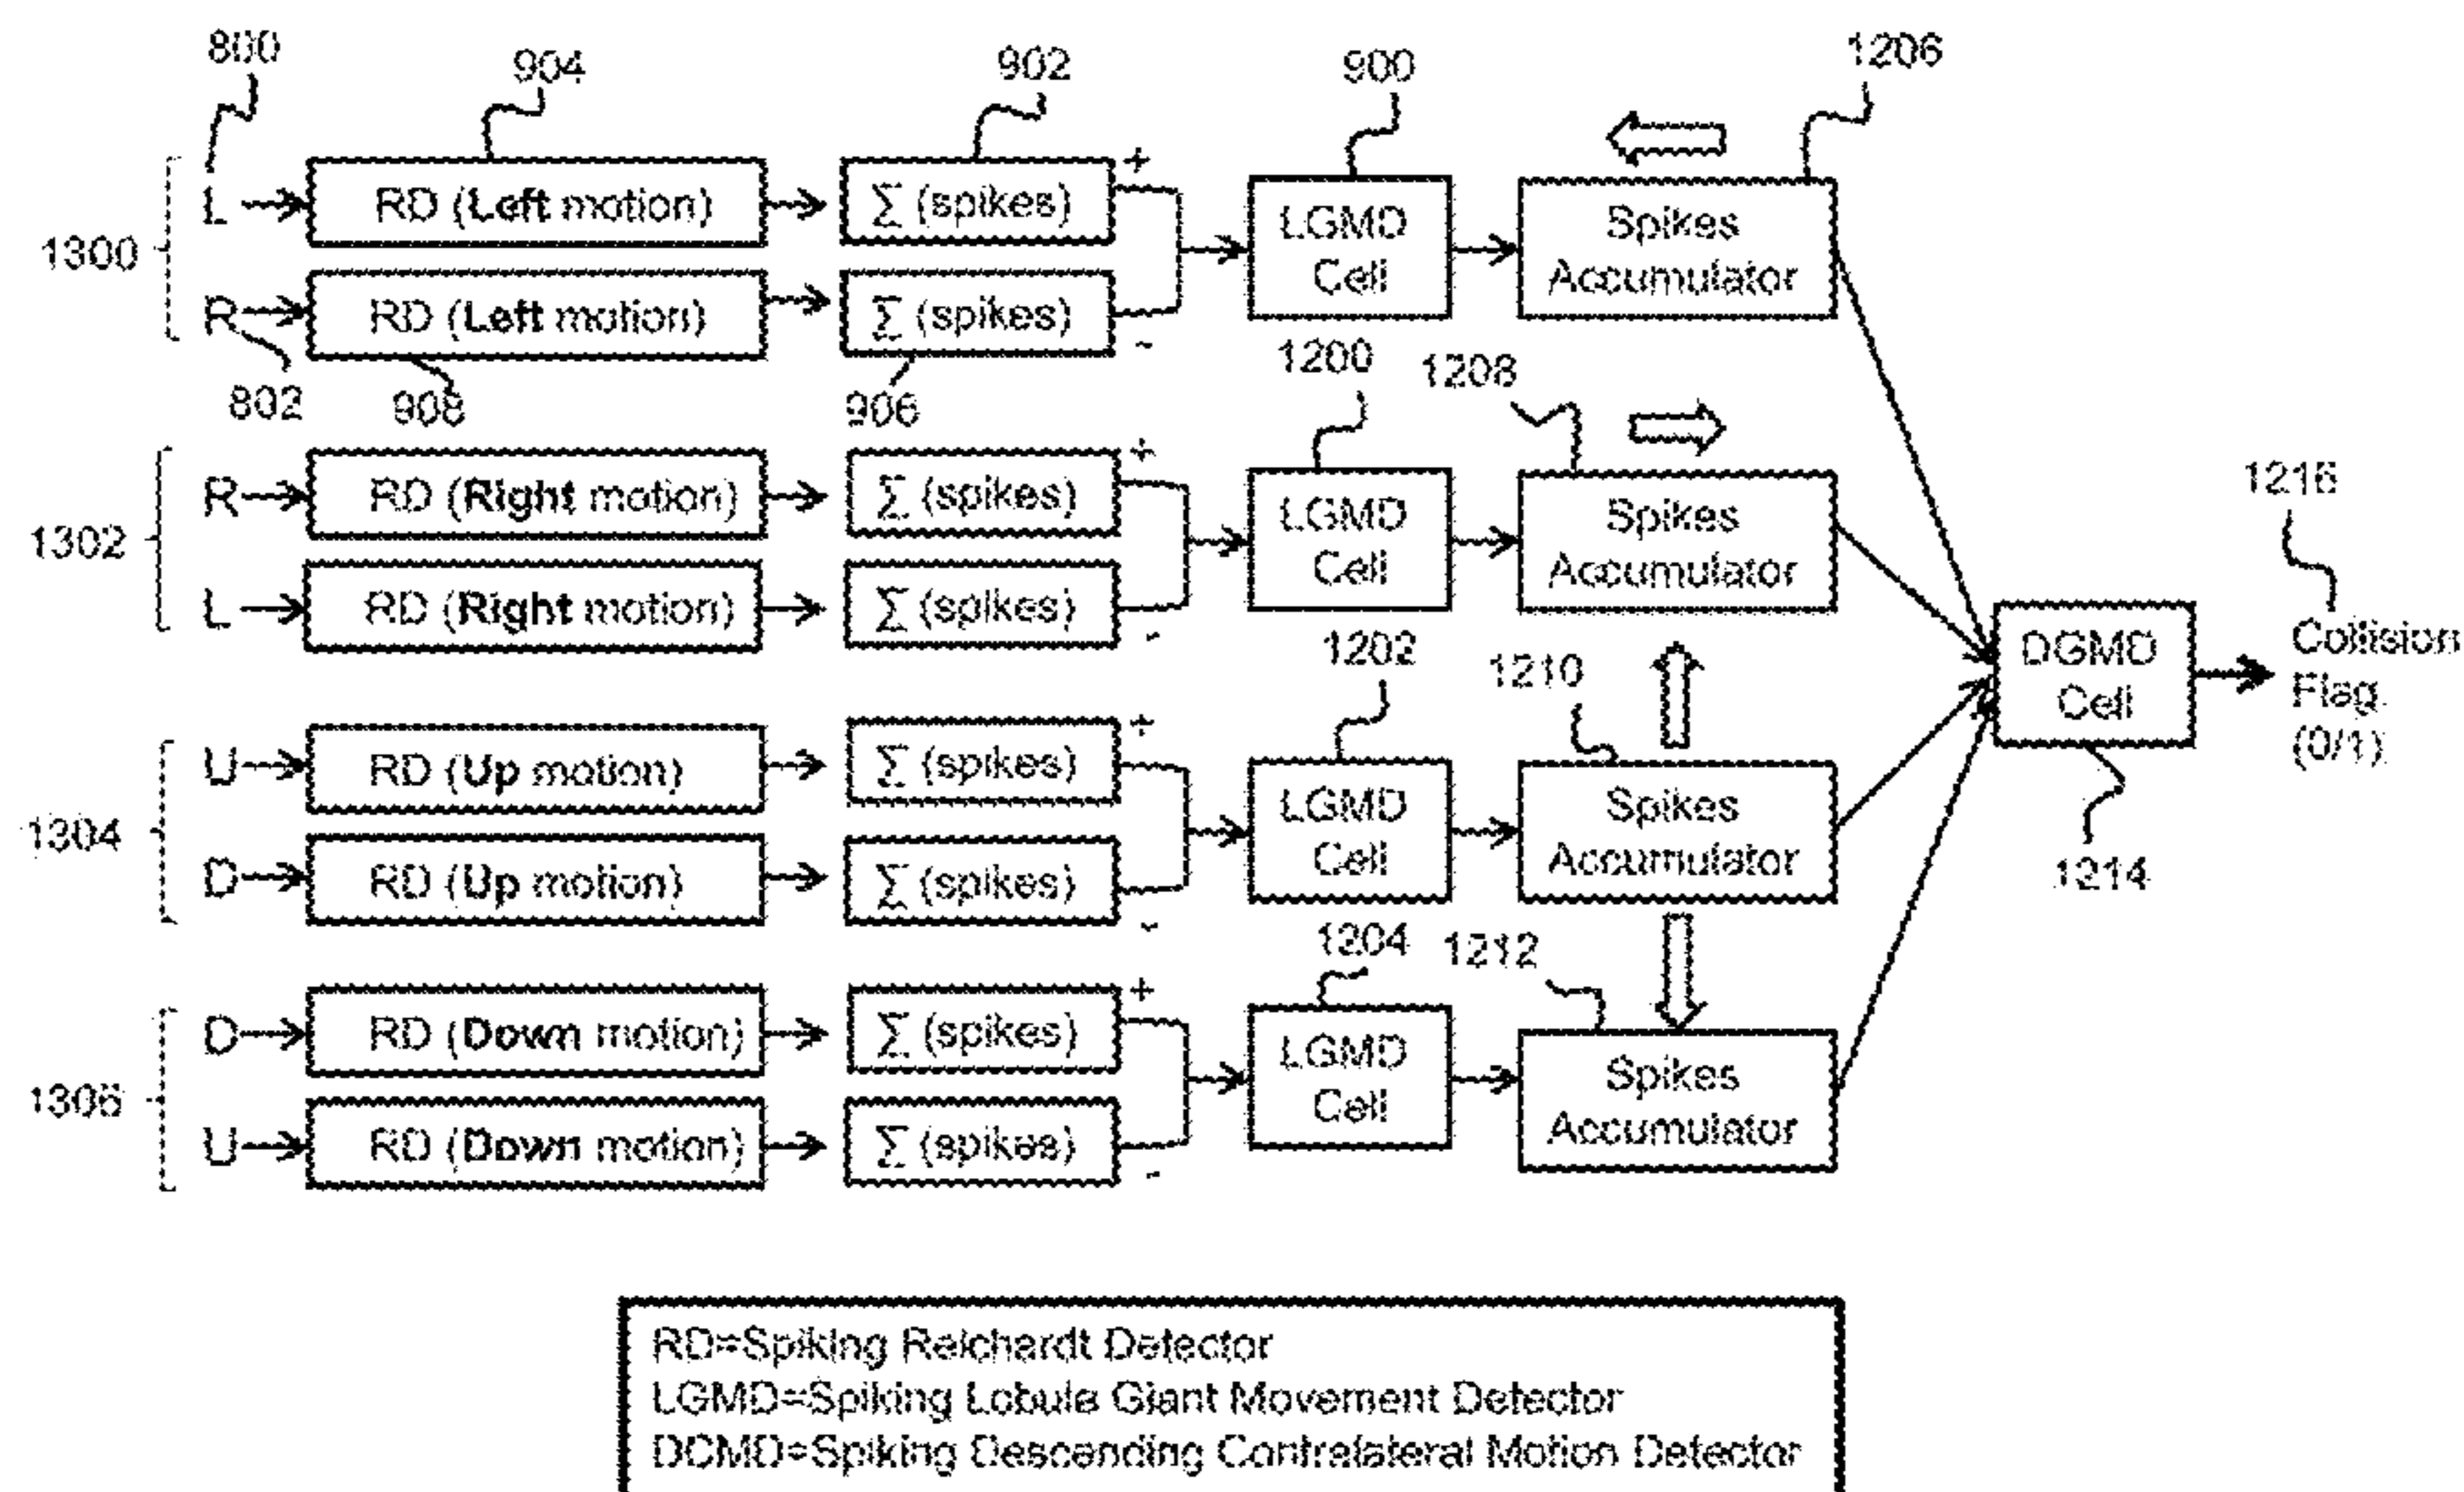 800
904
902
900
1206
L
RD (Left motion)
∑ (spikes)
+
LGMD
Cell
Spikes
Accumulator
1300
R
RD (Left motion)
∑ (spikes)
-
802
908
906
1200
1208
R
RD (Right motion)
∑ (spikes)
+
LGMD
Cell
Spikes
Accumulator
1302
L
RD (Right motion)
∑ (spikes)
-
1216
DGMD
Cell
Collision
Flag
(0/1)
1214
1202
1210
U
RD (Up motion)
∑ (spikes)
+
LGMD
Cell
Spikes
Accumulator
1304
D
RD (Up motion)
∑ (spikes)
-
1204
1212
D
RD (Down motion)
∑ (spikes)
+
LGMD
Cell
Spikes
Accumulator
1306
U
RD (Down motion)
∑ (spikes)
-
RD=Spiking Reichardt Detector
LGMD=Spiking Lobula Giant Movement Detector
DCMD=Spiking Descending Contralateral Motion Detector